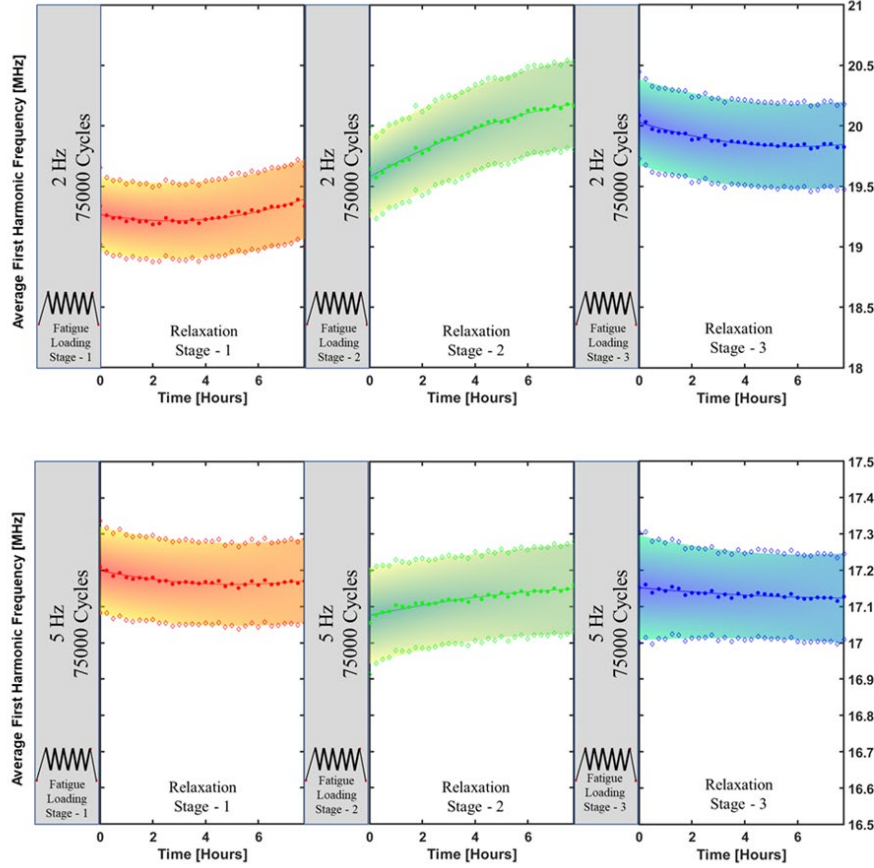 Average First Harmonic Frequency [MHz]
2 Hz
75000 Cycles
Fatigue
Loading
Stage - 1
Relaxation
Stage - 1
0 2 4 6
Time [Hours]
2 Hz
75000 Cycles
Fatigue
Loading
Stage - 2
Relaxation
Stage - 2
0 2 4 6
Time [Hours]
2 Hz
75000 Cycles
Fatigue
Loading
Stage - 3
Relaxation
Stage - 3
0 2 4 6
Time [Hours]
21
20.5
20
19.5
19
18.5
18
Average First Harmonic Frequency [MHz]
5 Hz
75000 Cycles
Fatigue
Loading
Stage - 1
Relaxation
Stage - 1
0 2 4 6
Time [Hours]
5 Hz
75000 Cycles
Fatigue
Loading
Stage - 2
Relaxation
Stage - 2
0 2 4 6
Time [Hours]
5 Hz
75000 Cycles
Fatigue
Loading
Stage - 3
Relaxation
Stage - 3
0 2 4 6
Time [Hours]
17.5
17.4
17.3
17.2
17.1
17
16.9
16.8
16.7
16.6
16.5